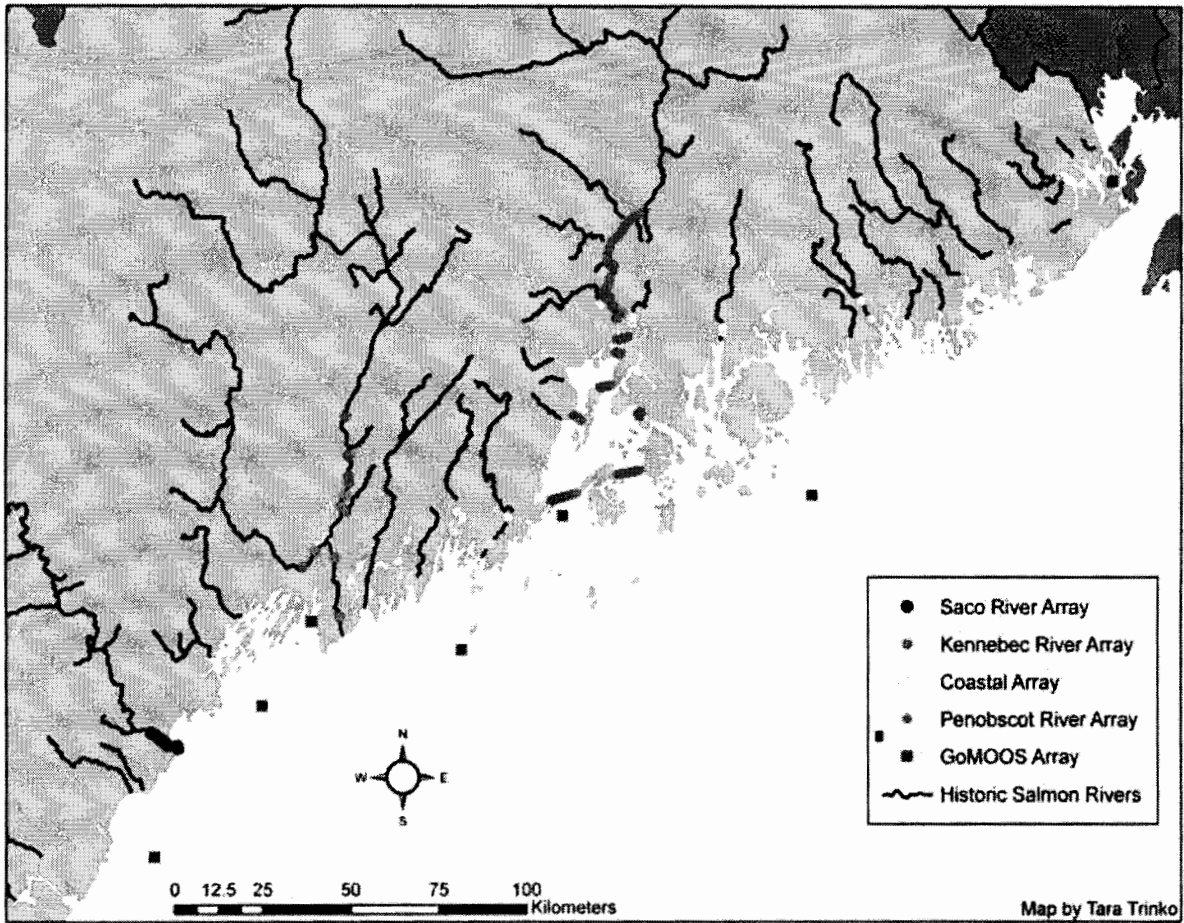 Saco River Array
Kennebec River Array
Coastal Array
Penobscot River Array
GoMOOS Array
Historic Salmon Rivers
N
W E
S
0 12.5 25 50 75 100
Kilometers
Map by Tara Trinko